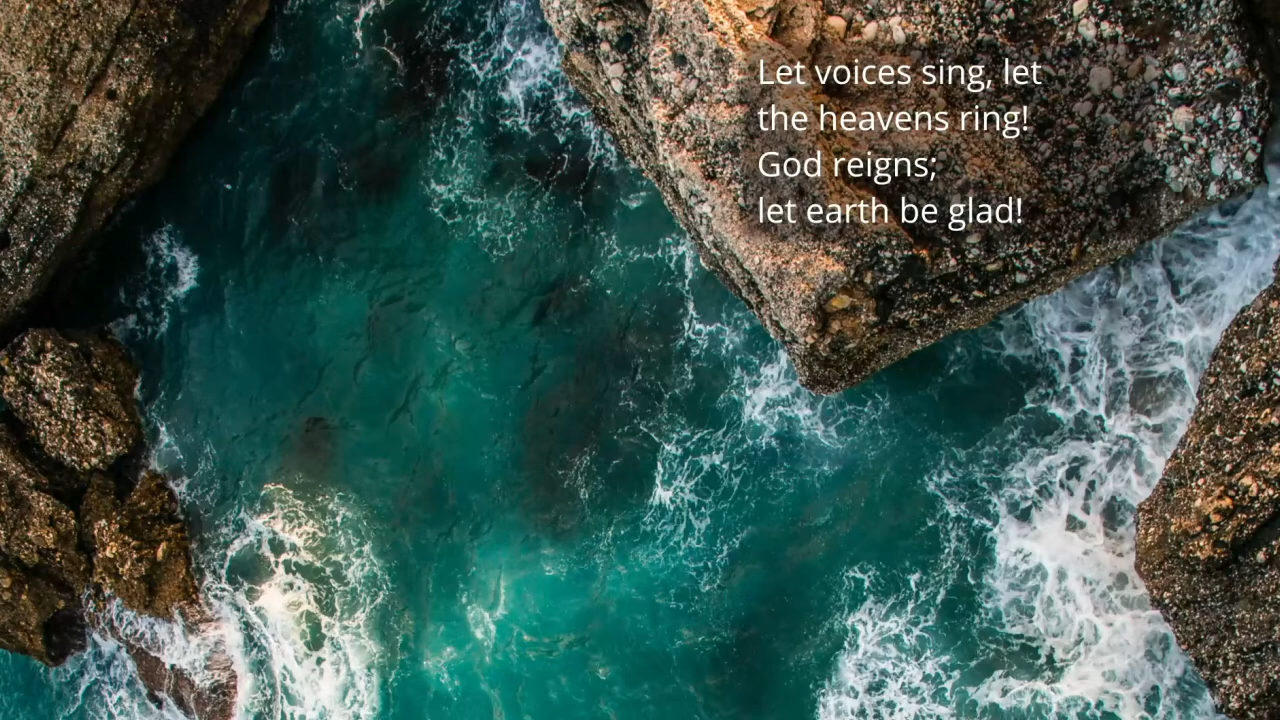 Let voices sing, let
the heavens ring!
God reigns;
let earth be glad!